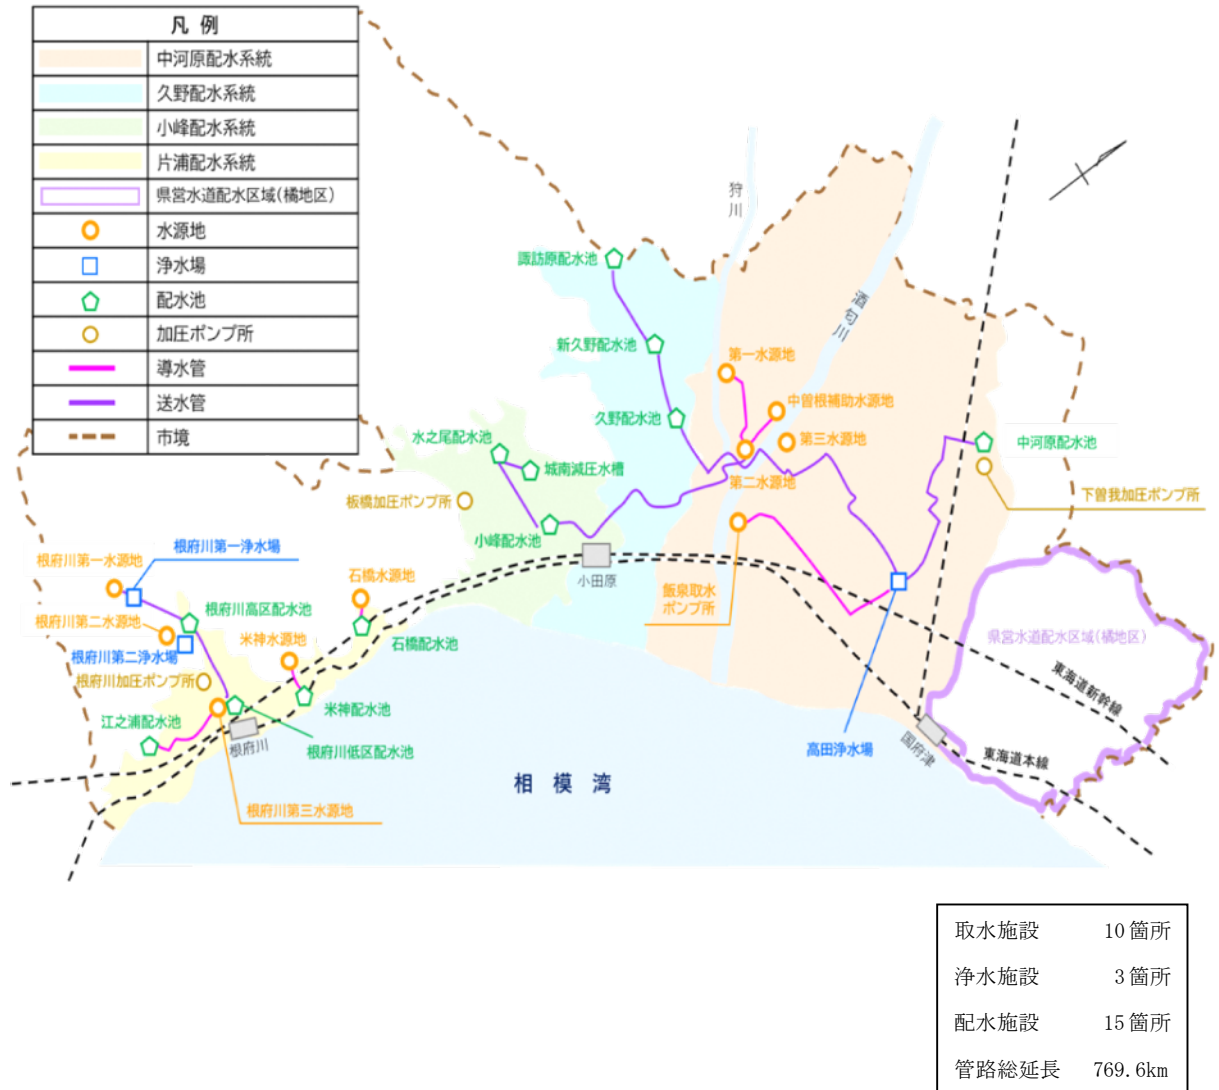 凡 例
中河原配水系統
久野配水系統
小峰配水系統
片浦配水系統
県営水道配水区域(橘地区)
水源地
浄水場
配水池
加圧ポンプ所
導水管
送水管
市境
狩川
酒匂川
諏訪原配水池
新久野配水池
久野配水池
第一水源地
中曽根補助水源地
第三水源地
第二水源地
中河原配水池
下曽我加圧ポンプ所
水之尾配水池
城南減圧水槽
板橋加圧ポンプ所
小峰配水池
小田原
飯泉取水
ポンプ所
根府川第一浄水場
根府川第一水源地
石橋水源地
根府川高区配水池
根府川第二水源地
米神水源地
石橋配水池
根府川第二浄水場
根府川加圧ポンプ所
米神配水池
江之浦配水池
根府川
根府川低区配水池
根府川第三水源地
県営水道配水区域(橘地区)
東海道新幹線
東海道本線
国府津
高田浄水場
相 模 湾
取水施設 10箇所
浄水施設 3箇所
配水施設 15箇所
管路総延長 769.6km